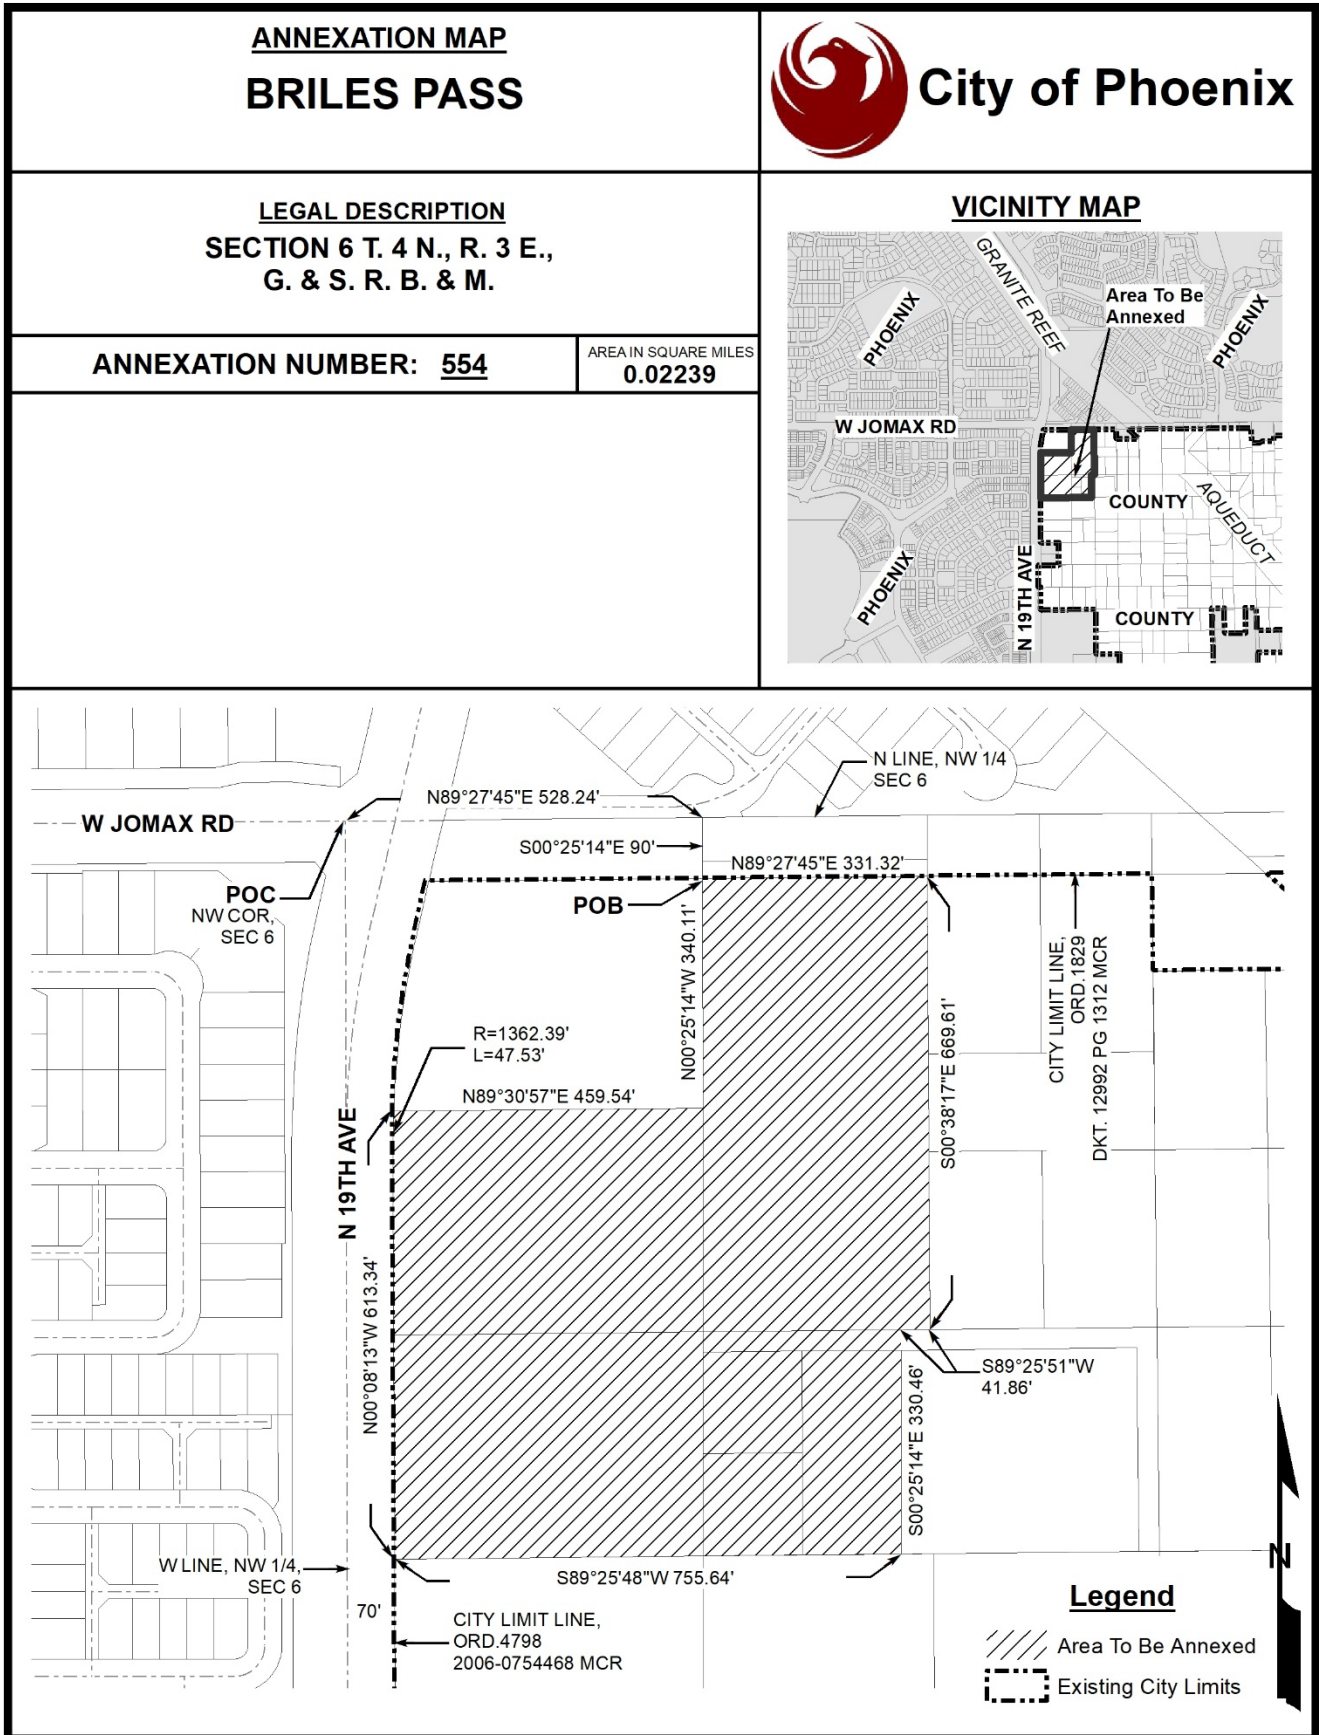 ANNEXATION MAP
BRILES PASS
City of Phoenix
LEGAL DESCRIPTION
SECTION 6 T. 4 N., R. 3 E.,
G. & S. R. B. & M.
ANNEXATION NUMBER: 554
AREA IN SQUARE MILES
0.02239
VICINITY MAP
GRANITE REEF
Area To Be
Annexed
PHOENIX
PHOENIX
W JOMAX RD
COUNTY
AQUEDUCT
PHOENIX
N 19TH AVE
COUNTY
N LINE, NW 1/4
SEC 6
N89°27'45"E 528.24'
W JOMAX RD
S00°25'14"E 90'
N89°27'45"E 331.32'
POC
NW COR,
SEC 6
POB
N00°25'14"W 340.11'
CITY LIMIT LINE,
ORD.1829
DKT. 12992 PG 1312 MCR
R=1362.39'
L=47.53'
S00°38'17"E 669.61'
N89°30'57"E 459.54'
N 19TH AVE
N00°08'13"W 613.34'
S89°25'51"W
41.86'
S00°25'14"E 330.46'
W LINE, NW 1/4,
SEC 6
S89°25'48"W 755.64'
70'
CITY LIMIT LINE,
ORD.4798
2006-0754468 MCR
N
Legend
Area To Be Annexed
Existing City Limits